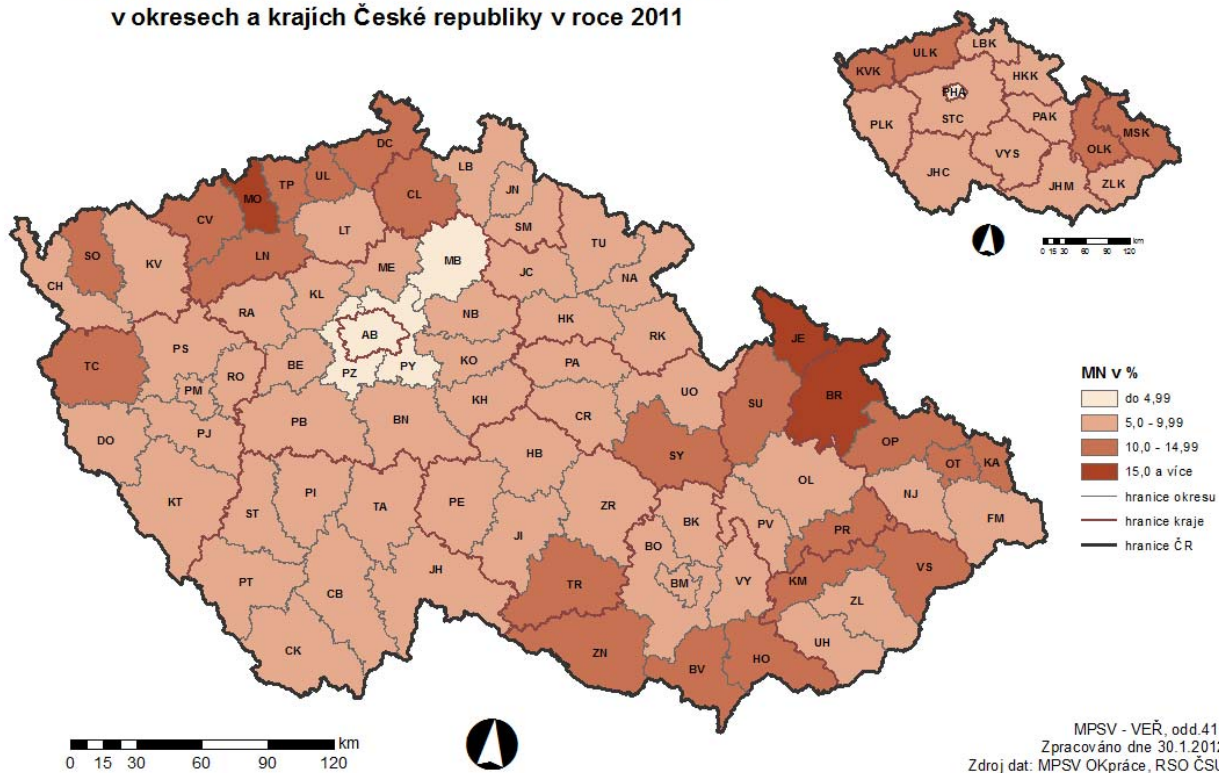 v okresech a krajích České republiky v roce 2011
ULK
LBK
KVK
HKK
PHA
PLK
STC
PAK
MSK
OLK
VYS
JHC
JHM
ZLK
km
0 15 30 60 90 120
DC
LB
UL
JN
TP
MO
CL
CV
SM
LT
TU
SO
KV
LN
MB
ME
JC
NA
CH
KL
RA
NB
HK
AB
RK
JE
PS
TC
BE
KO
PA
RO
PZ
PY
PM
UO
SU
BR
KH
CR
PB
BN
DO
PJ
OP
HB
SY
OT
KA
OL
NJ
KT
ST
PI
TA
PE
ZR
FM
BK
PV
JI
BO
PR
VS
JH
TR
BM
VY
KM
PT
CB
ZL
UH
CK
ZN
BV
HO
MN v %
do 4,99
5,0 - 9,99
10,0 - 14,99
15,0 a více
hranice okresu
hranice kraje
hranice ČR
km
0 15 30 60 90 120
MPSV - VEŘ, odd.41
Zpracováno dne 30.1.2012
Zdroj dat: MPSV OKpráce, RSO ČSÚ